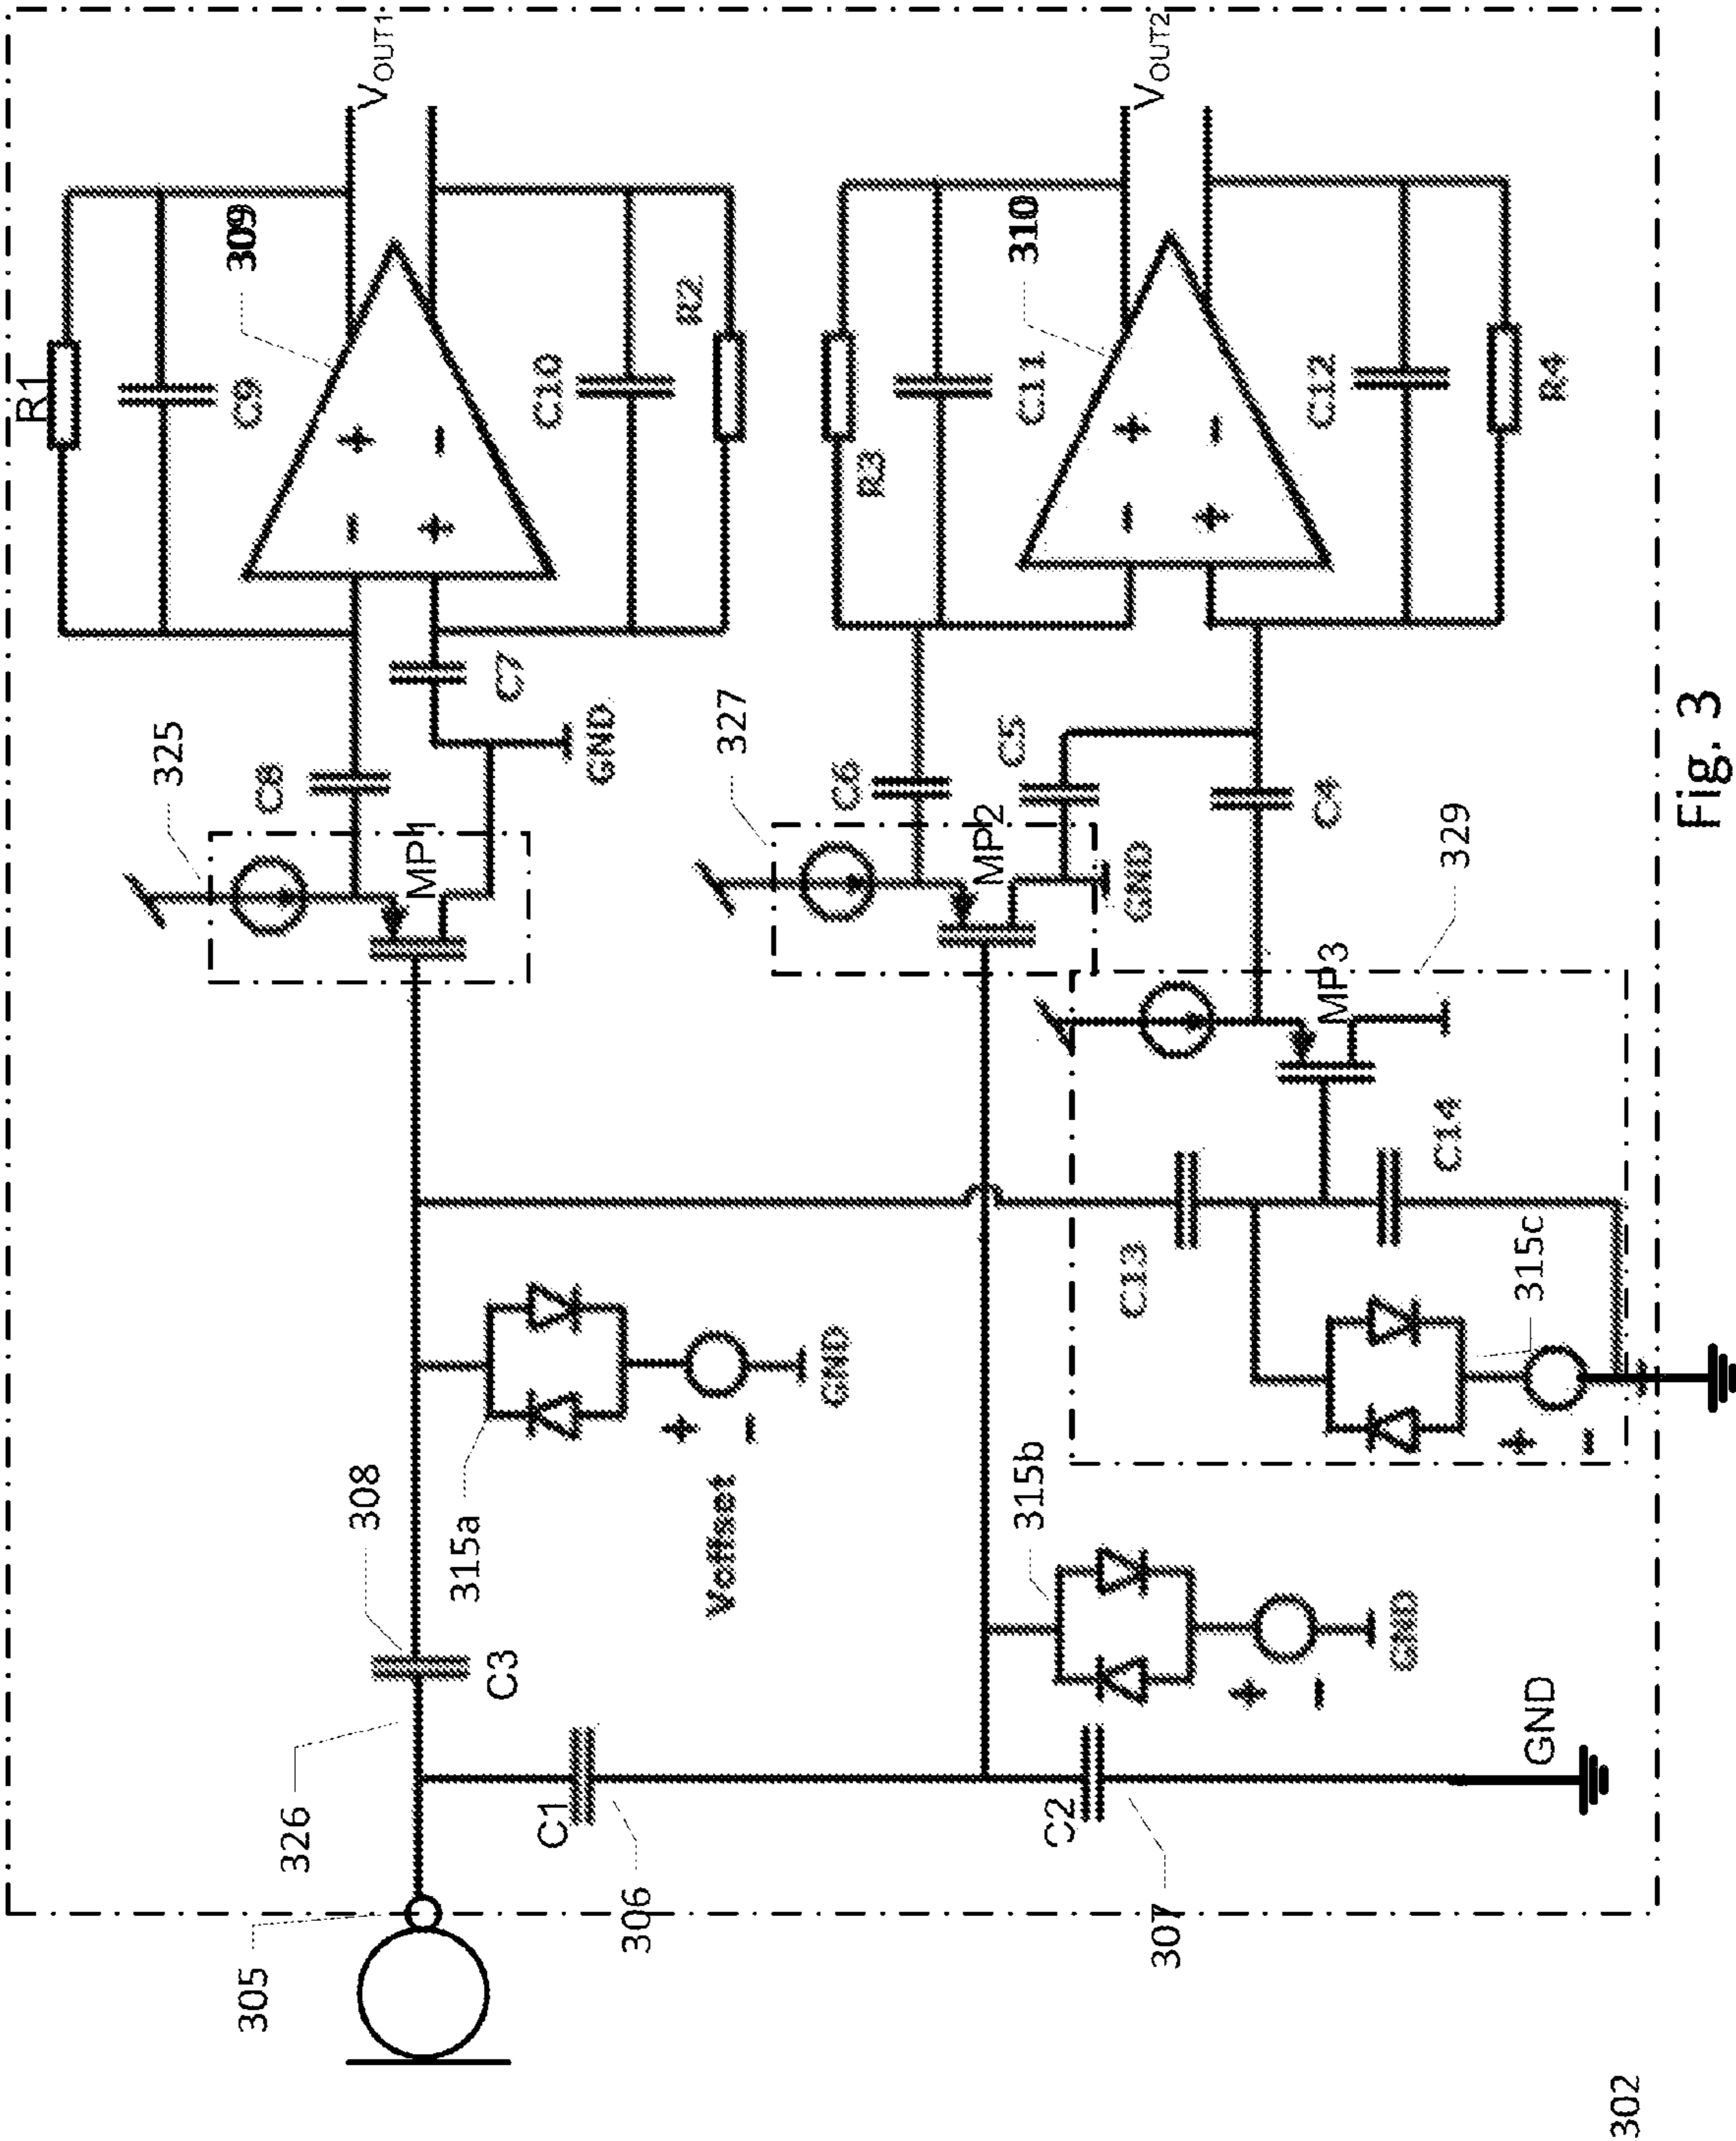 R1
C9
309
V_OUT1
325
C8
MP1
C7
GND
C10
R2
308
326
C3
315a
Voffset
+
-
GND
305
C1
306
327
C6
MP2
C5
GND
R3
C11
310
V_OUT2
- +
+ -
- +
+ -
C4
C12
R4
315b
C2
307
+
-
GND
GND
C13
MP3
329
C14
315c
+
-
302
Fig. 3